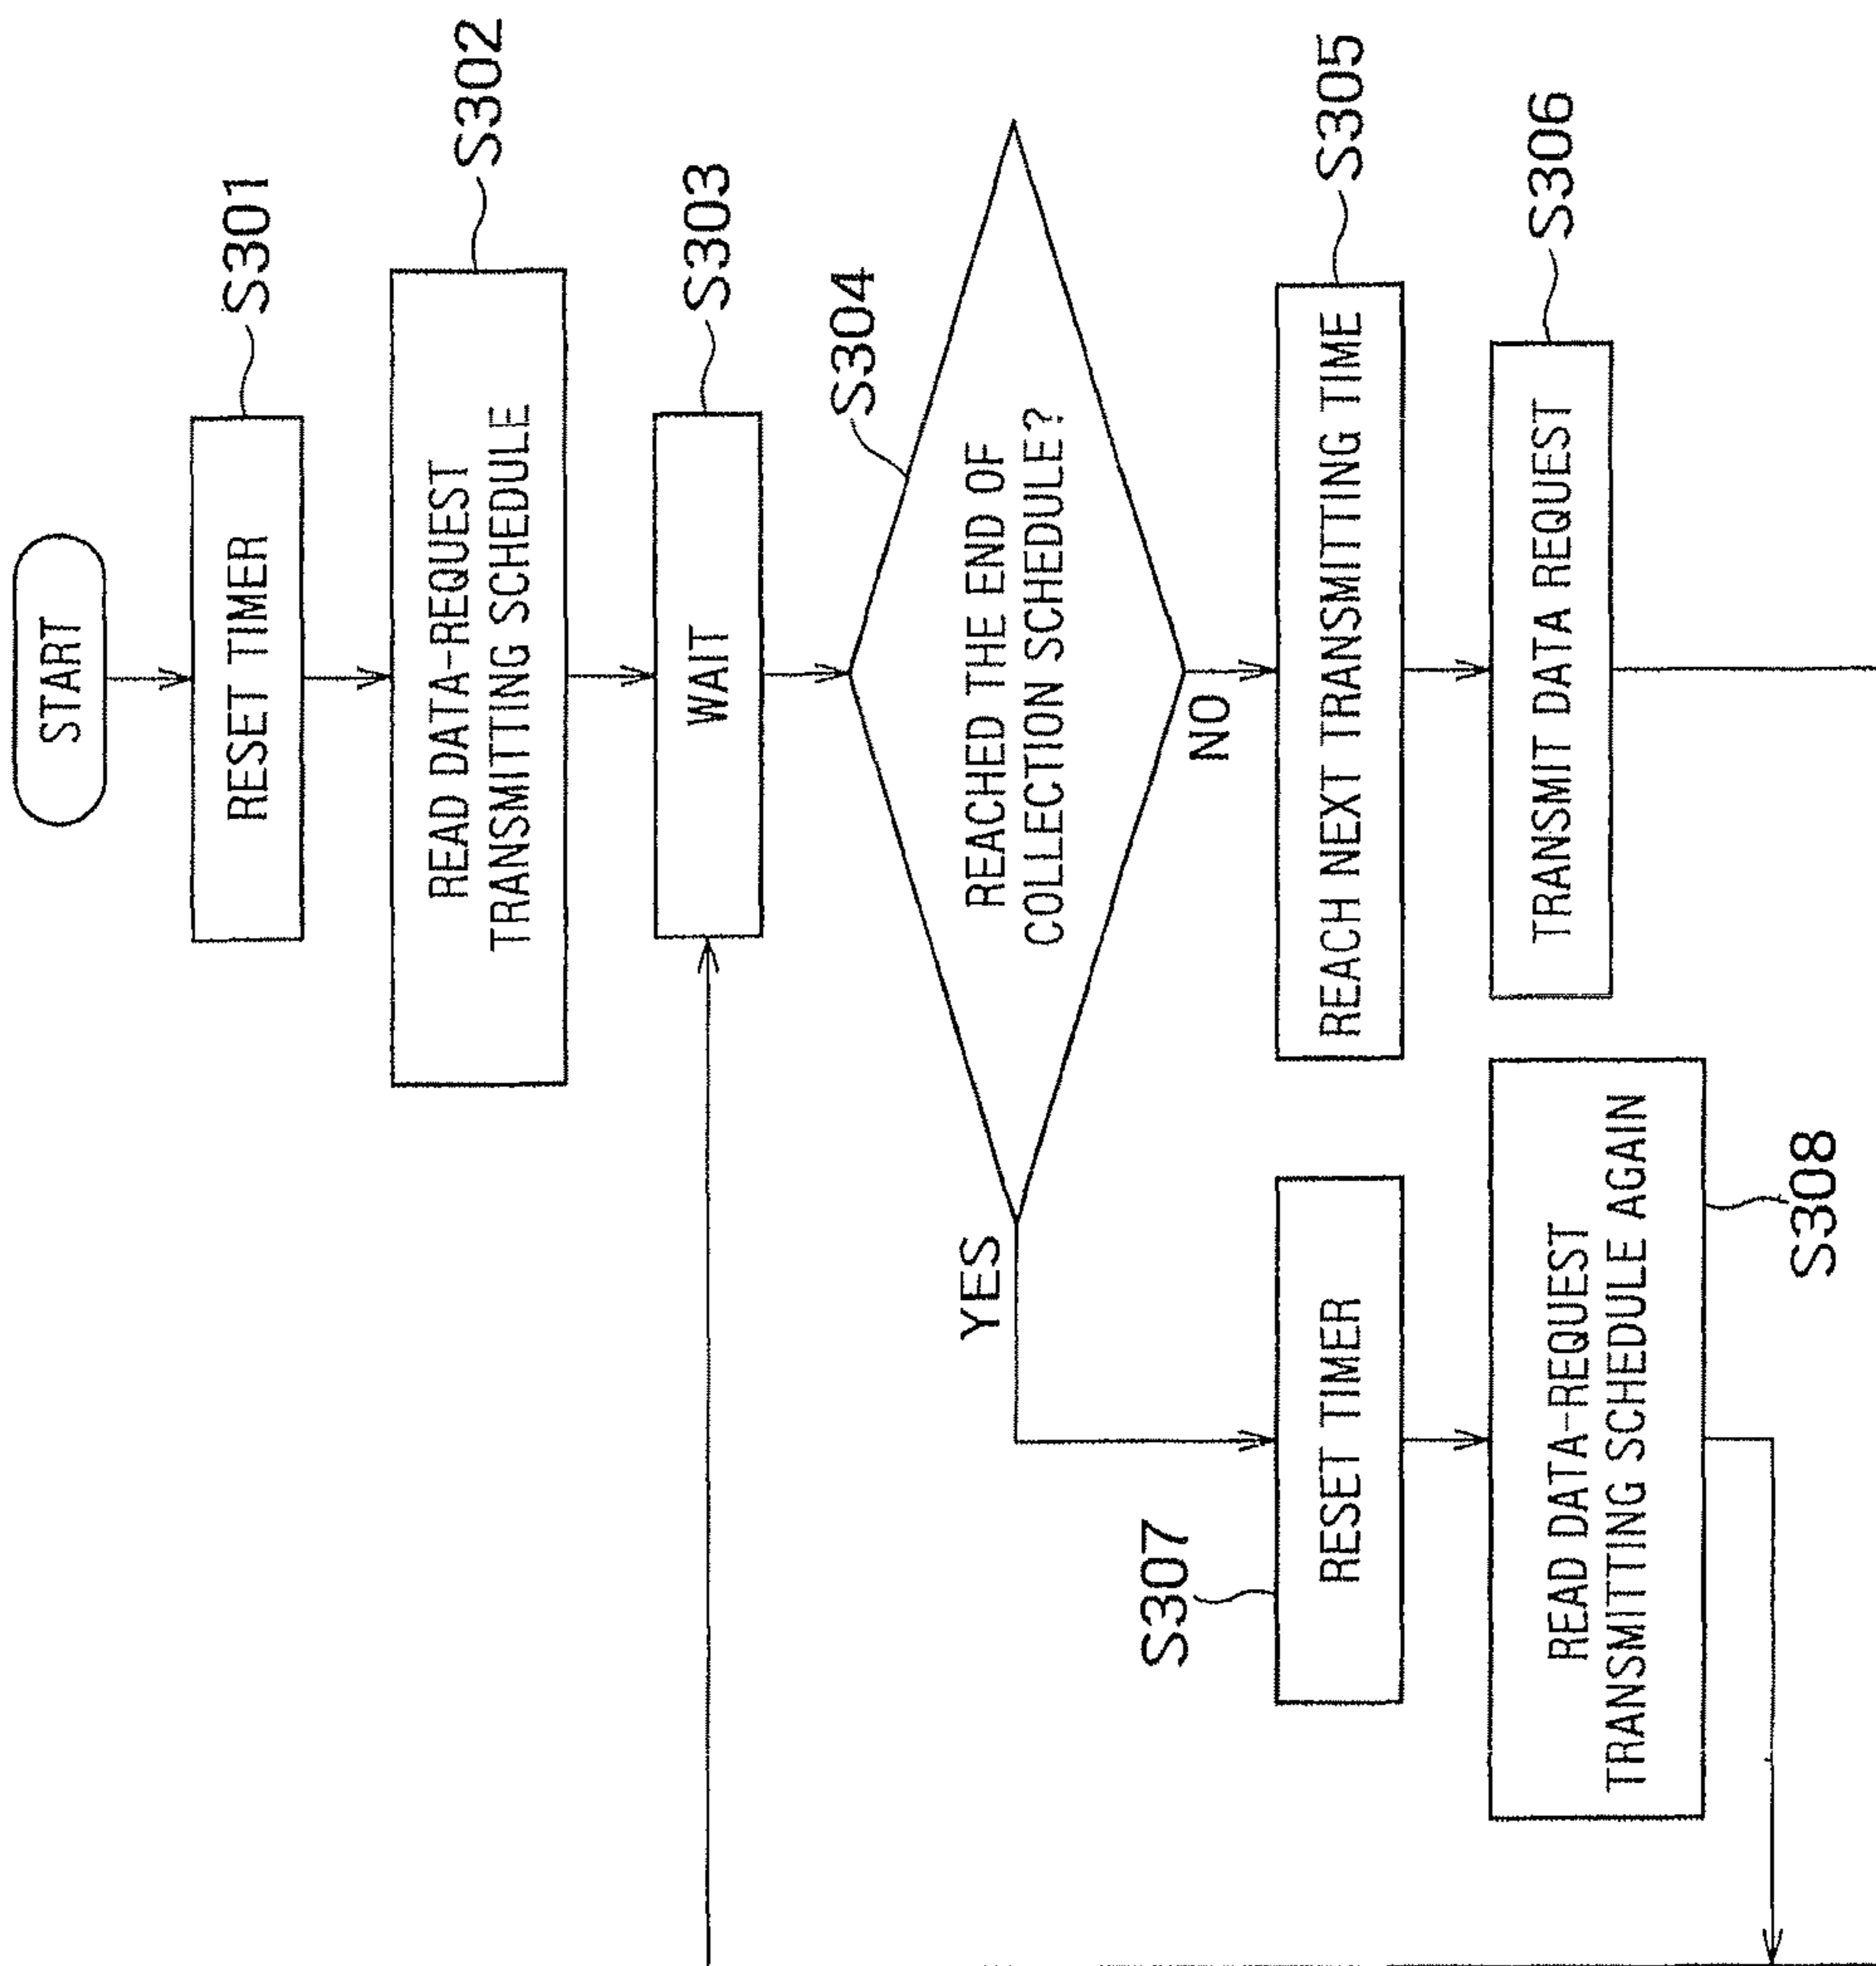 START
RESET TIMER
S301
READ DATA-REQUEST
TRANSMITTING SCHEDULE
S302
WAIT
S303
S304
REACHED THE END OF
COLLECTION SCHEDULE?
YES
NO
REACH NEXT TRANSMITTING TIME
S305
TRANSMIT DATA REQUEST
S306
S307
RESET TIMER
READ DATA-REQUEST
TRANSMITTING SCHEDULE AGAIN
S308